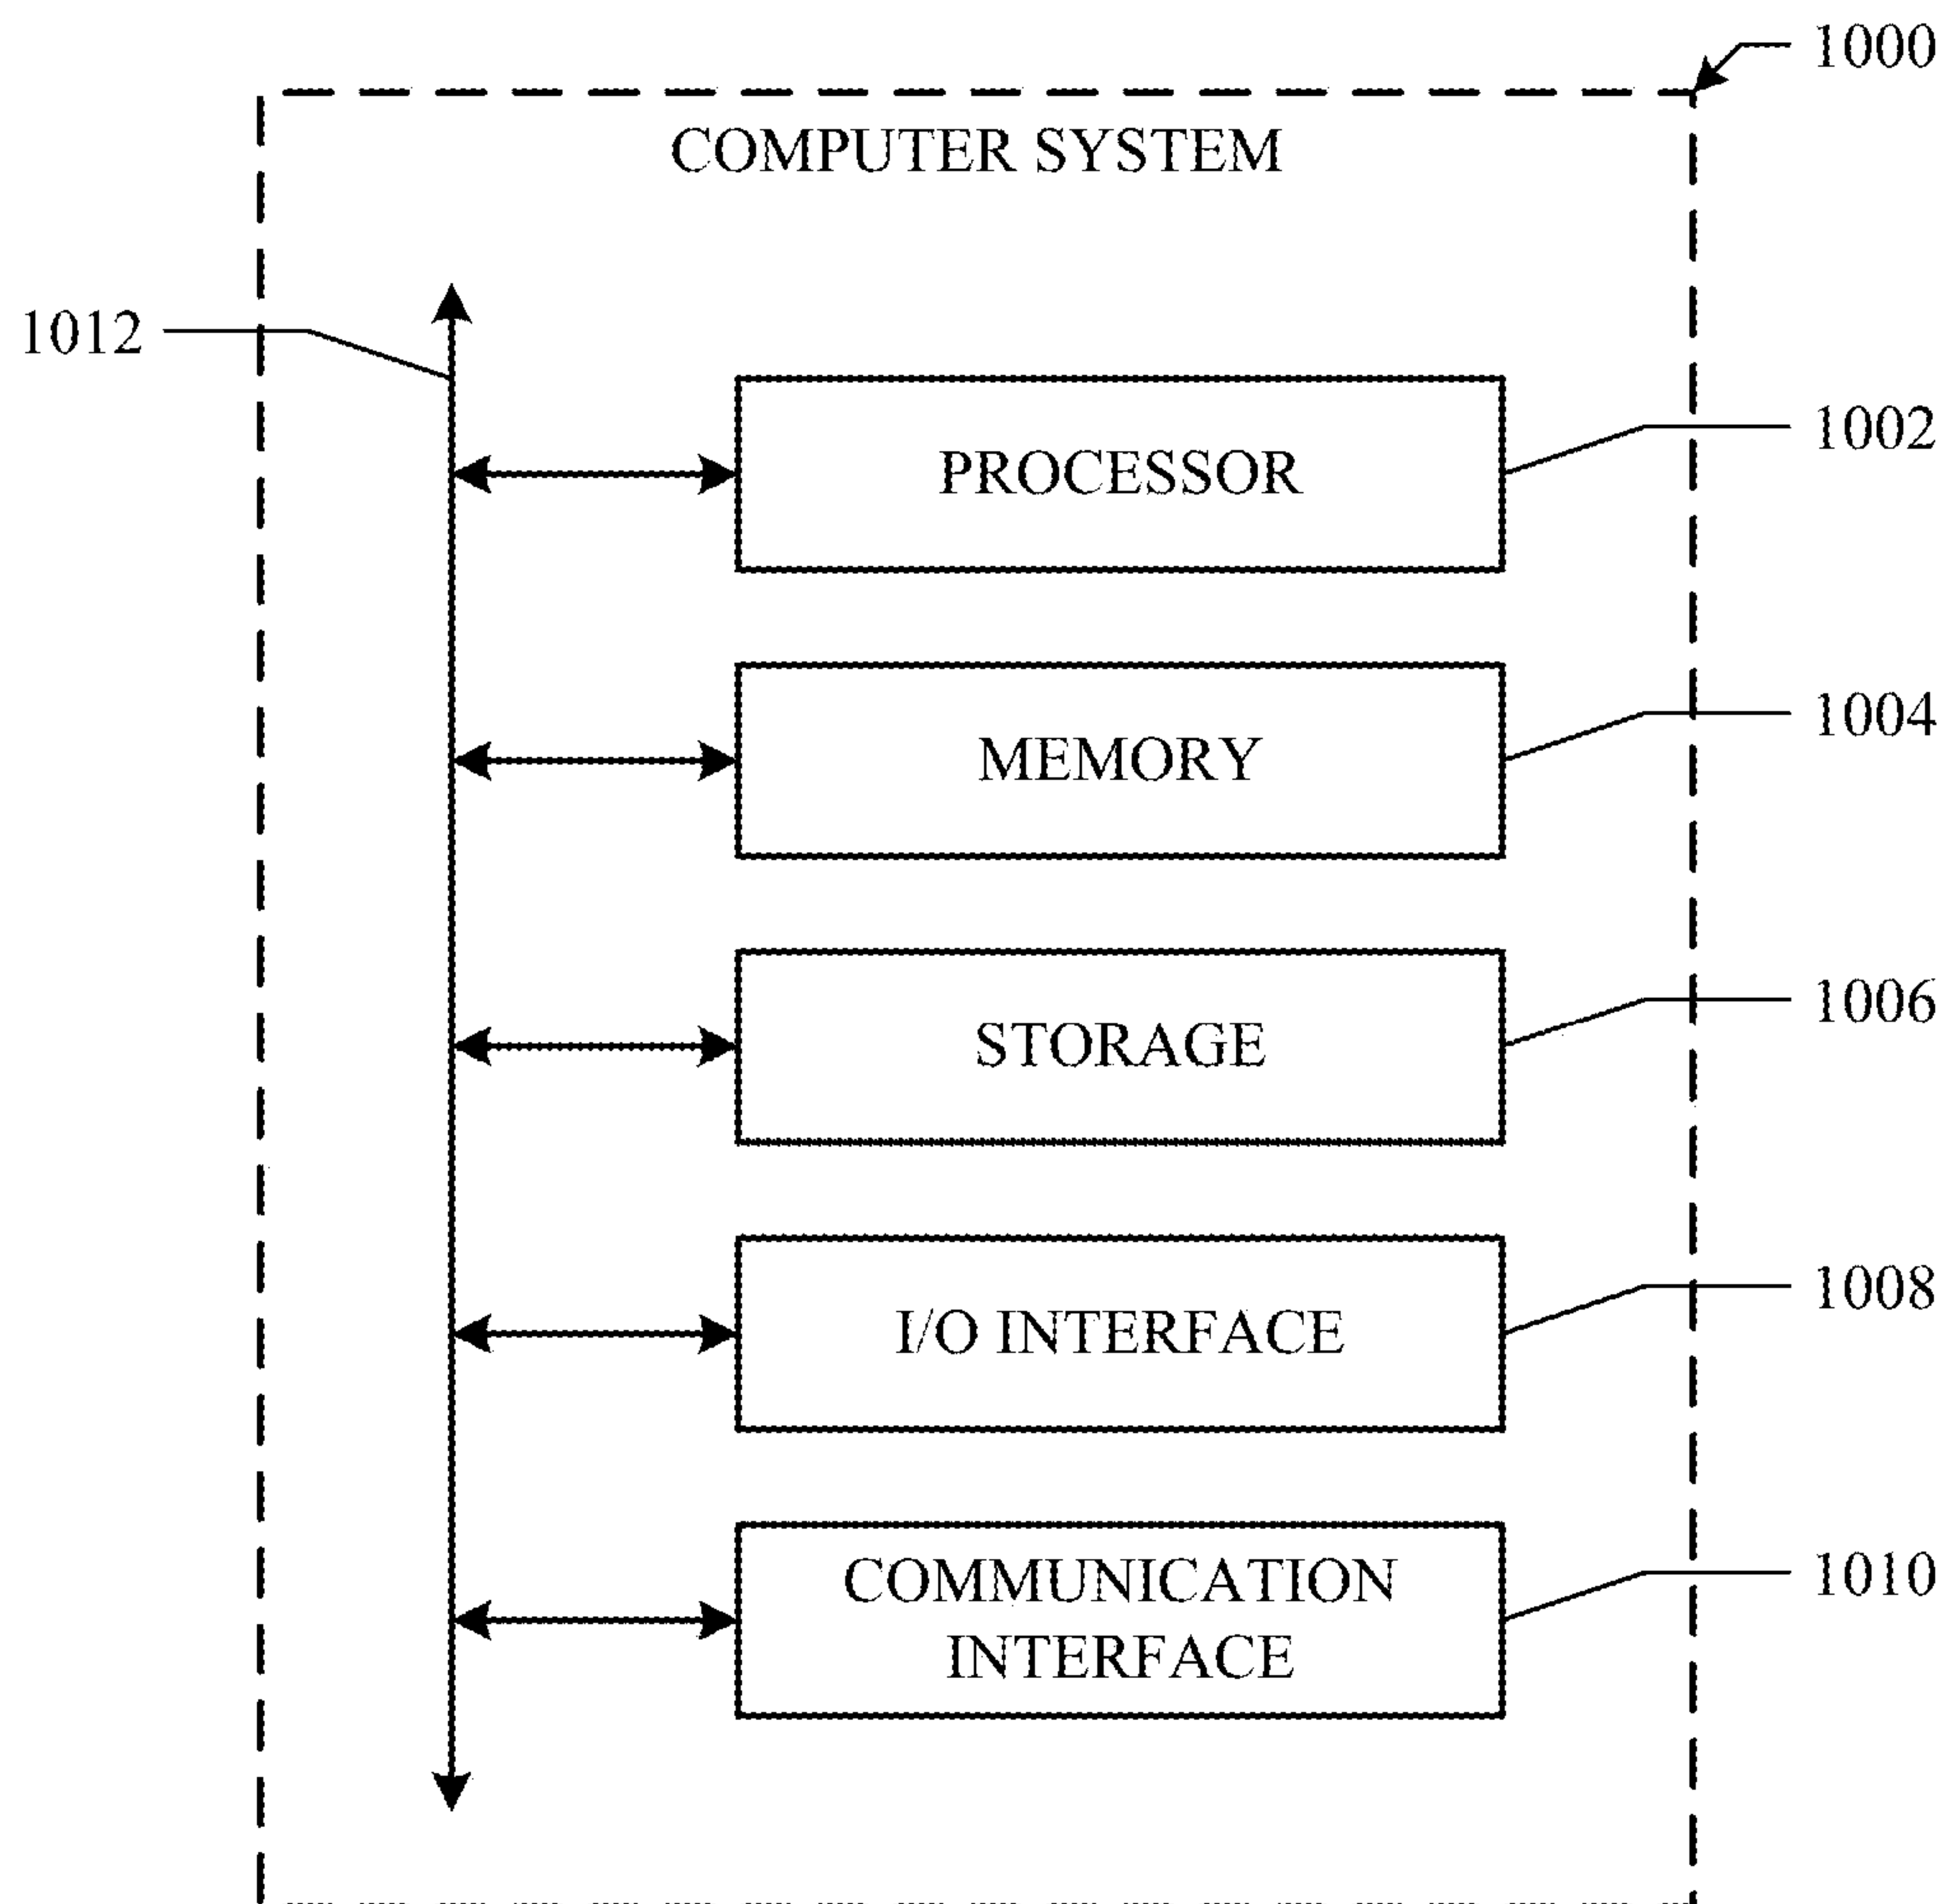 1000
COMPUTER SYSTEM
1012
PROCESSOR
1002
MEMORY
1004
STORAGE
1006
I/O INTERFACE
1008
COMMUNICATION
INTERFACE
1010